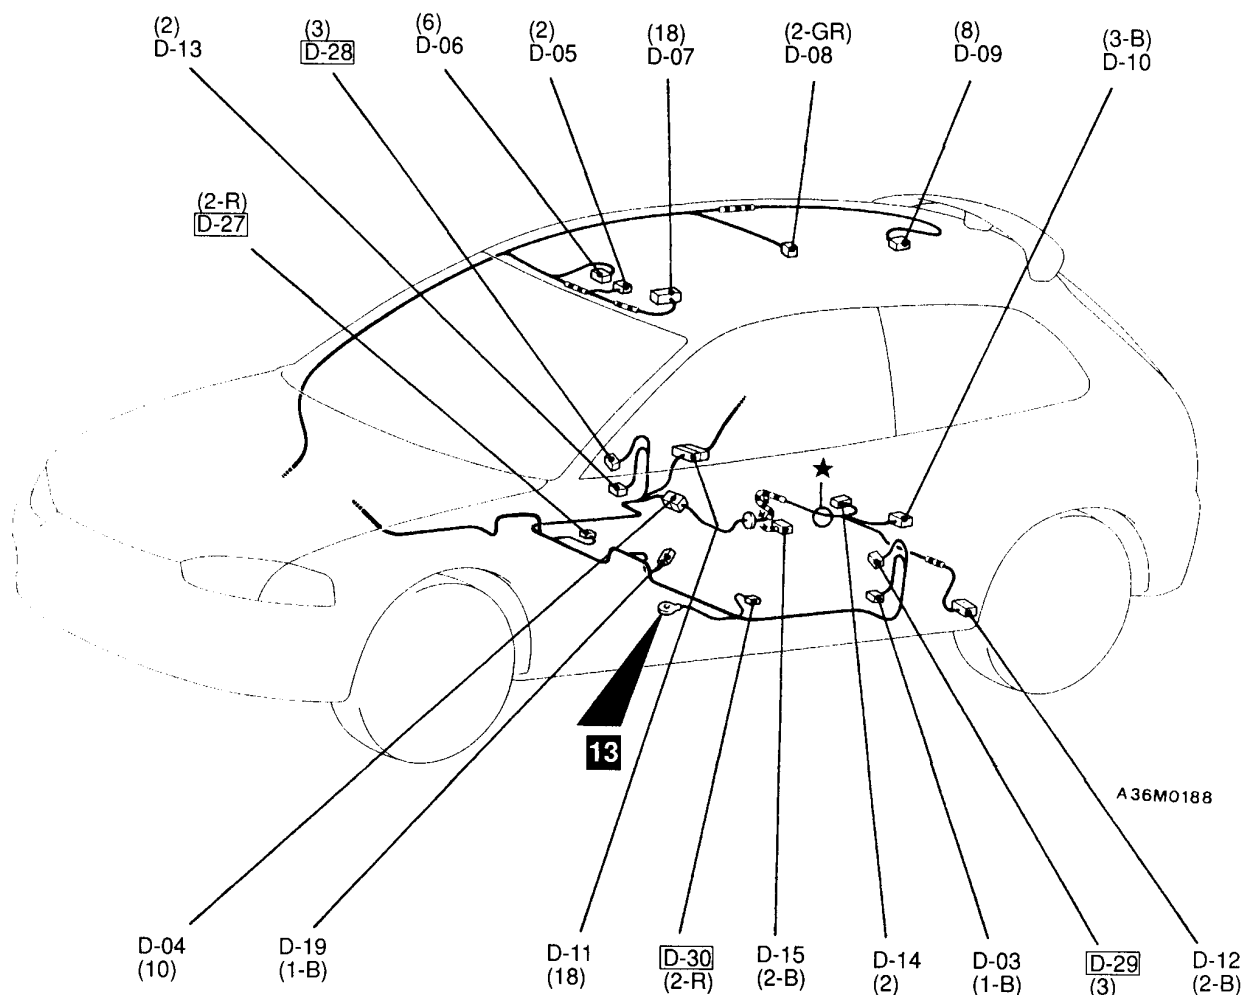 (2)
D-13
(3)
D-28
(6)
D-06
(2)
D-05
(18)
D-07
(2-GR)
D-08
(8)
D-09
(3-B)
D-10
(2-R)
D-27
13
A36M0188
D-04
(10)
D-19
(1-B)
D-11
(18)
D-30
(2-R)
D-15
(2-B)
D-14
(2)
D-03
(1-B)
D-29
(3)
D-12
(2-B)